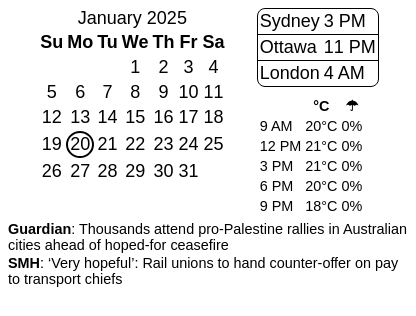 January 2025
Su Mo Tu We Th Fr Sa
1 2 3 4
5 6 7 8 9 10 11
12 13 14 15 16 17 18
19 20 21 22 23 24 25
26 27 28 29 30 31
Sydney 3 PM
Ottawa 11 PM
London 4 AM
°C ☂
9 AM 20°C 0%
12 PM 21°C 0%
3 PM 21°C 0%
6 PM 20°C 0%
9 PM 18°C 0%
Guardian: Thousands attend pro-Palestine rallies in Australian
cities ahead of hoped-for ceasefire
SMH: ‘Very hopeful’: Rail unions to hand counter-offer on pay
to transport chiefs